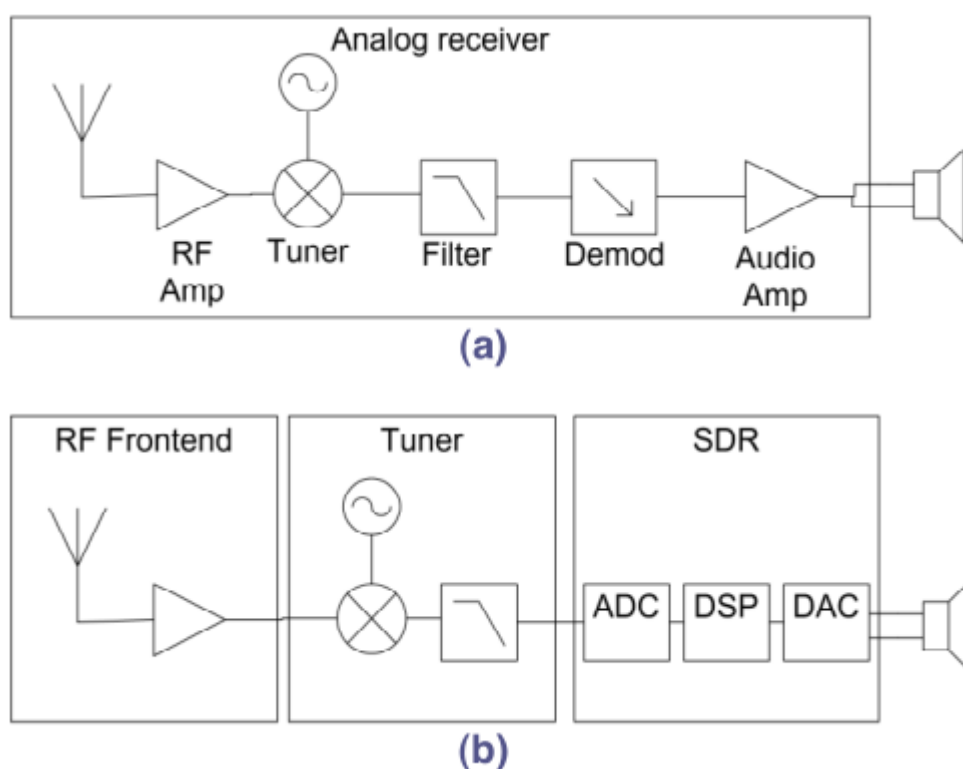 Analog receiver
RF
Amp
Tuner
Filter
Demod
Audio
Amp
(a)
RF Frontend
Tuner
SDR
ADC
DSP
DAC
(b)